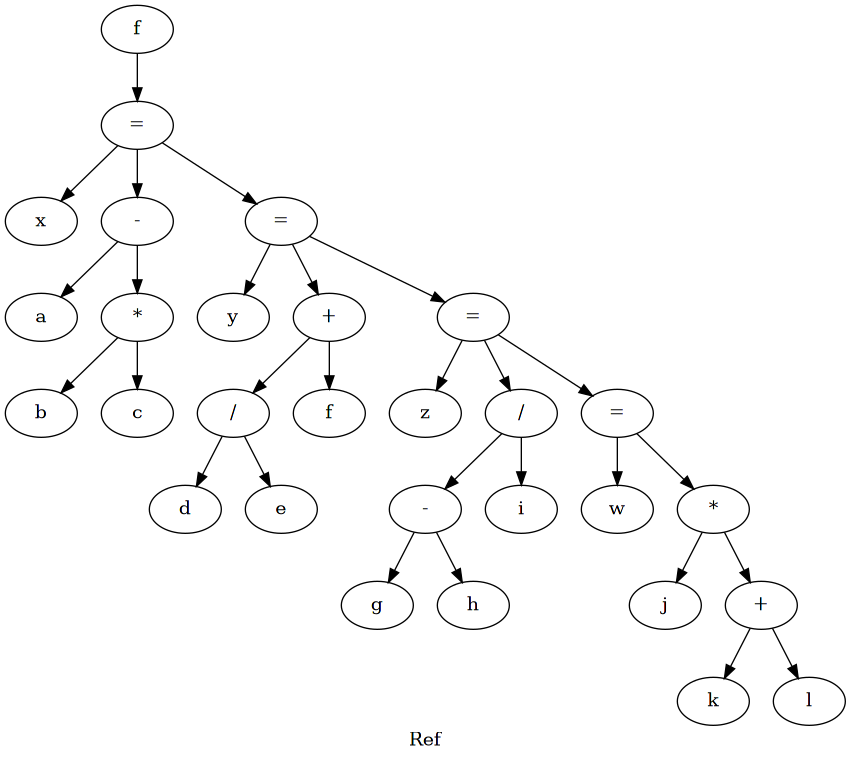 f
=
x - =
a * y + =
b c / f z / =
d e - i w *
g h j +
k l
Ref